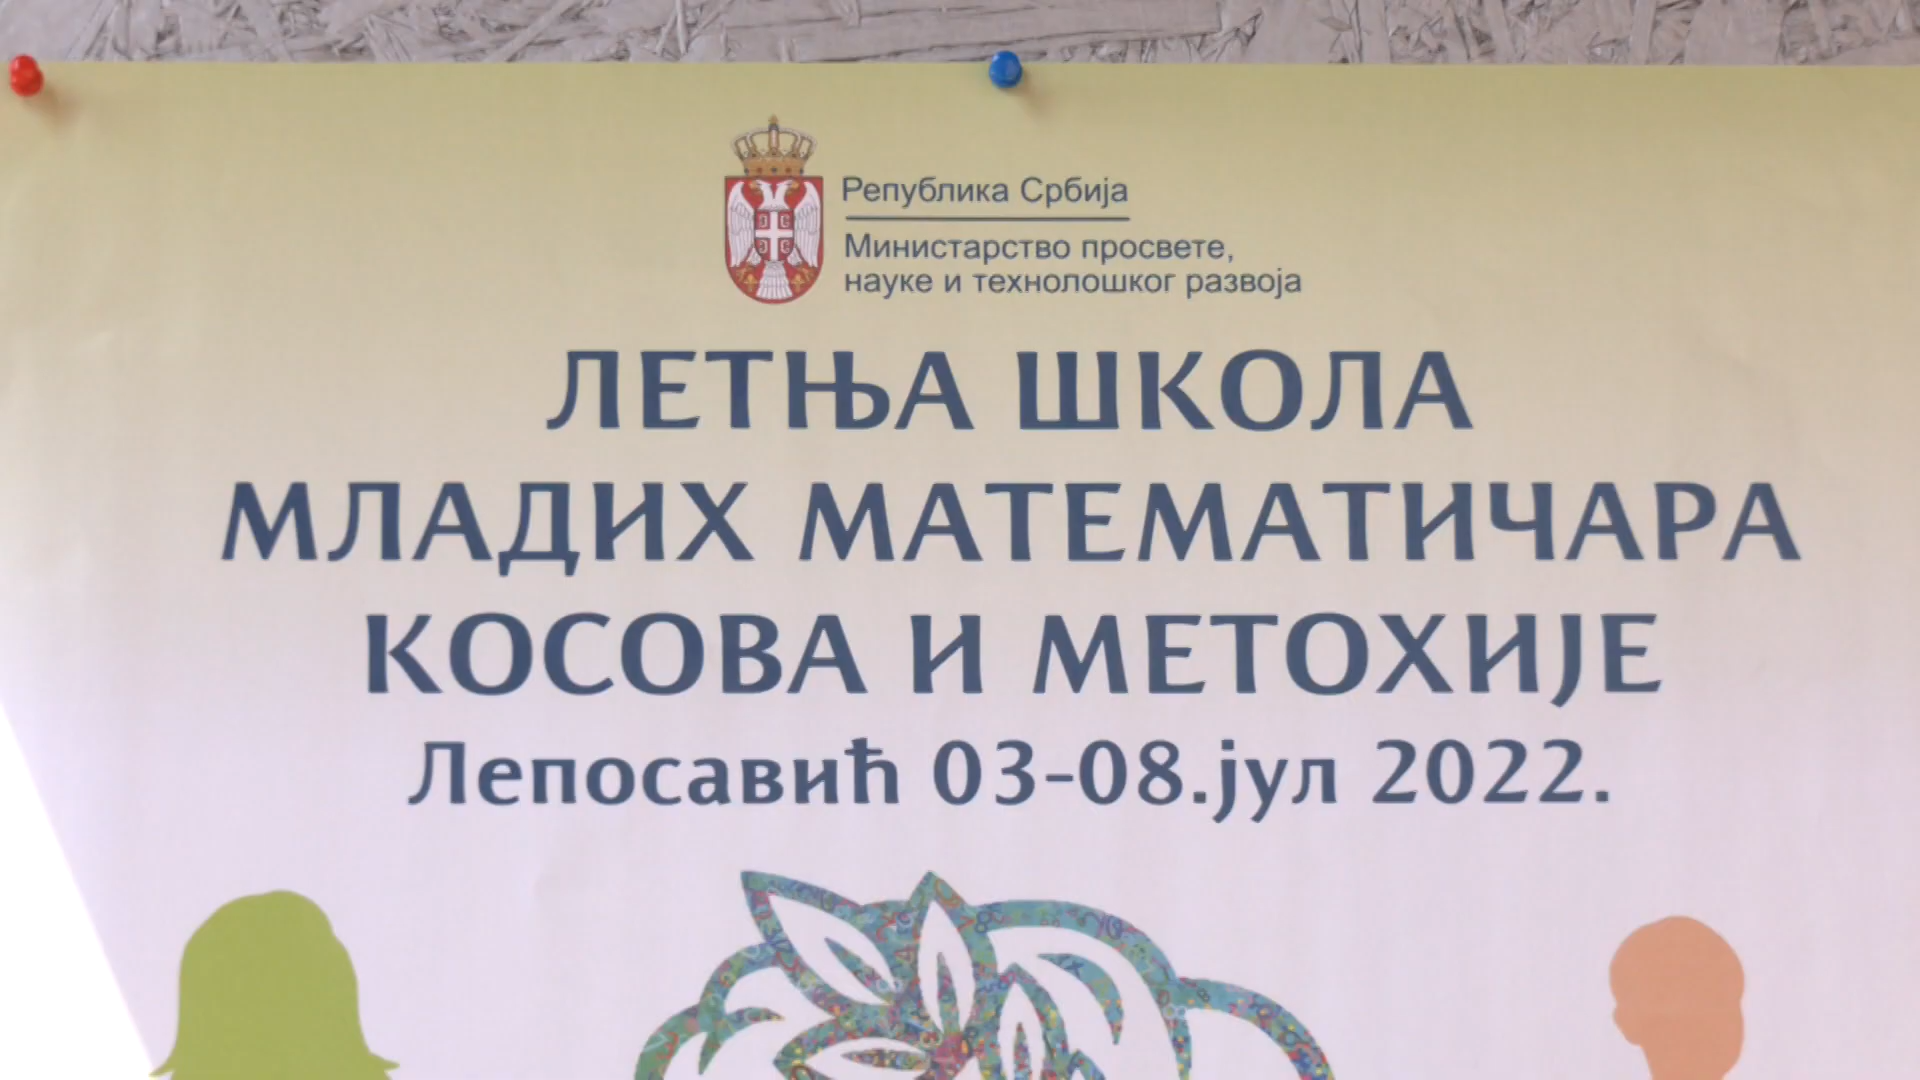 Република Србија
Министарство просвете,
науке и технолошког развоја
ЛЕТЊА ШКОЛА
МЛАДИХ МАТЕМАТИЧАРА
КОСОВА И МЕТОХИЈЕ
Лепосавић 03-08.јул 2022.